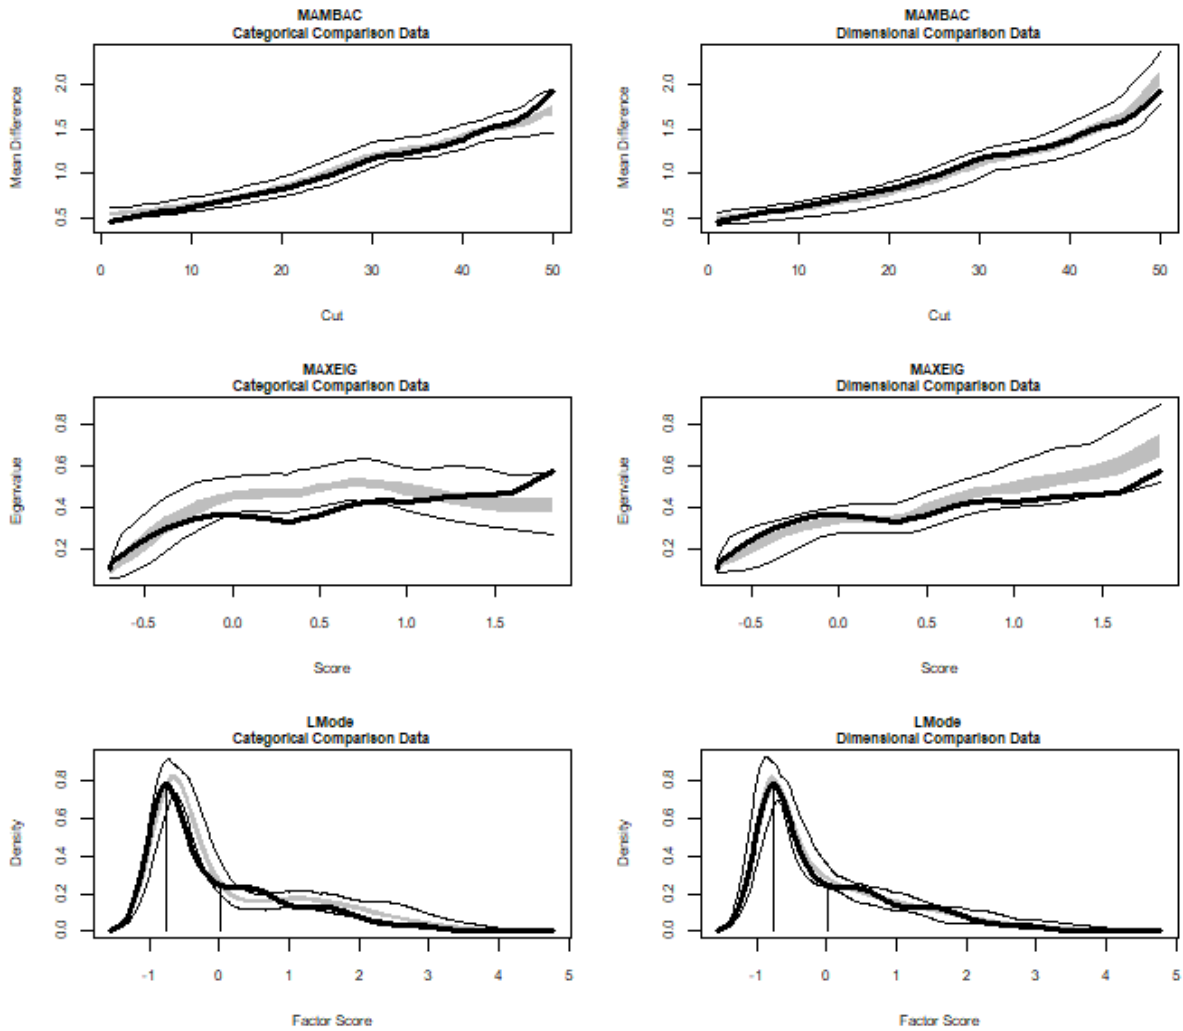 MAMBAC
Categorical Comparison Data
Mean Difference
2.0
1.5
1.0
0.5
0 10 20 30 40 50
Cut
MAMBAC
Dimensional Comparison Data
Mean Difference
2.0
1.5
1.0
0.5
0 10 20 30 40 50
Cut
MAXEIG
Categorical Comparison Data
Eigenvalue
0.8
0.6
0.4
0.2
-0.5 0.0 0.5 1.0 1.5
Score
MAXEIG
Dimensional Comparison Data
Eigenvalue
0.8
0.6
0.4
0.2
-0.5 0.0 0.5 1.0 1.5
Score
LMode
Categorical Comparison Data
Density
0.8
0.6
0.4
0.2
0.0
-1 0 1 2 3 4 5
Factor Score
LMode
Dimensional Comparison Data
Density
0.8
0.6
0.4
0.2
0.0
-1 0 1 2 3 4 5
Factor Score